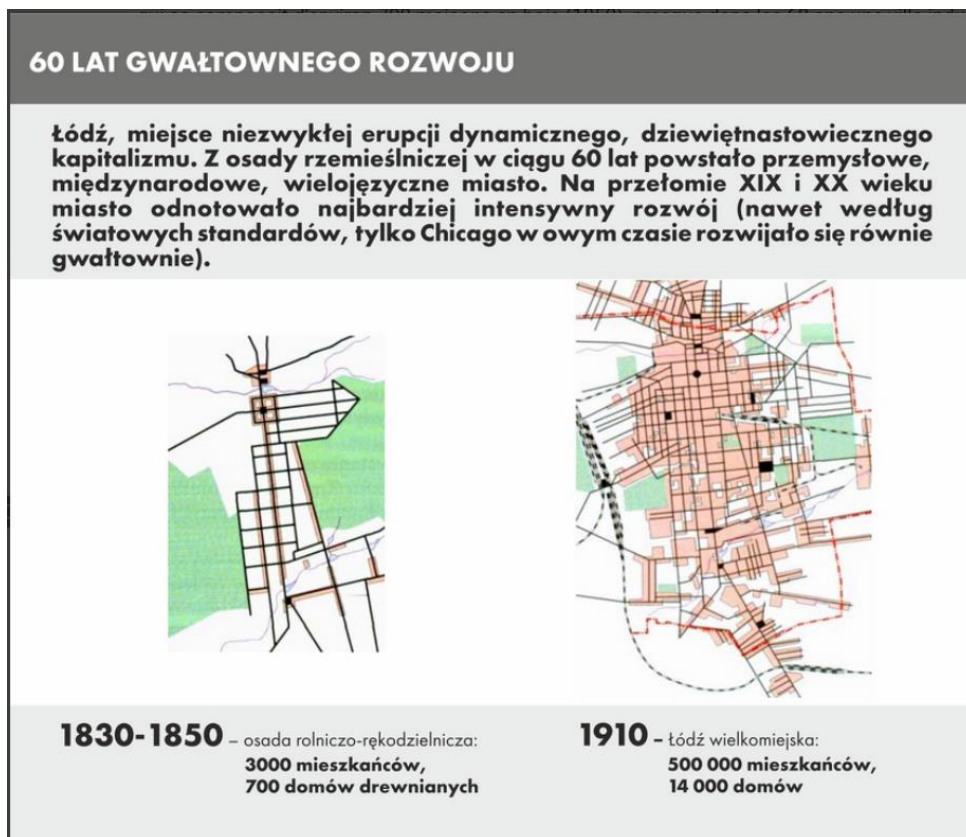 60 LAT GWAŁTOWNEGO ROZWOJU
Łódź, miejsce niezwykłej erupcji dynamicznego, dziewiętnastowiecznego
kapitalizmu. Z osady rzemieślniczej w ciągu 60 lat powstało przemysłowe,
międzynarodowe, wielojęzyczne miasto. Na przełomie XIX i XX wieku
miasto odnotowało najbardziej intensywny rozwój (nawet według
światowych standardów, tylko Chicago w owym czasie rozwijało się równie
gwałtownie).
1830-1850 – osada rolniczo-rękodzielnicza:
3000 mieszkańców,
700 domów drewnianych
1910 – Łódź wielkomiejska:
500 000 mieszkańców,
14 000 domów